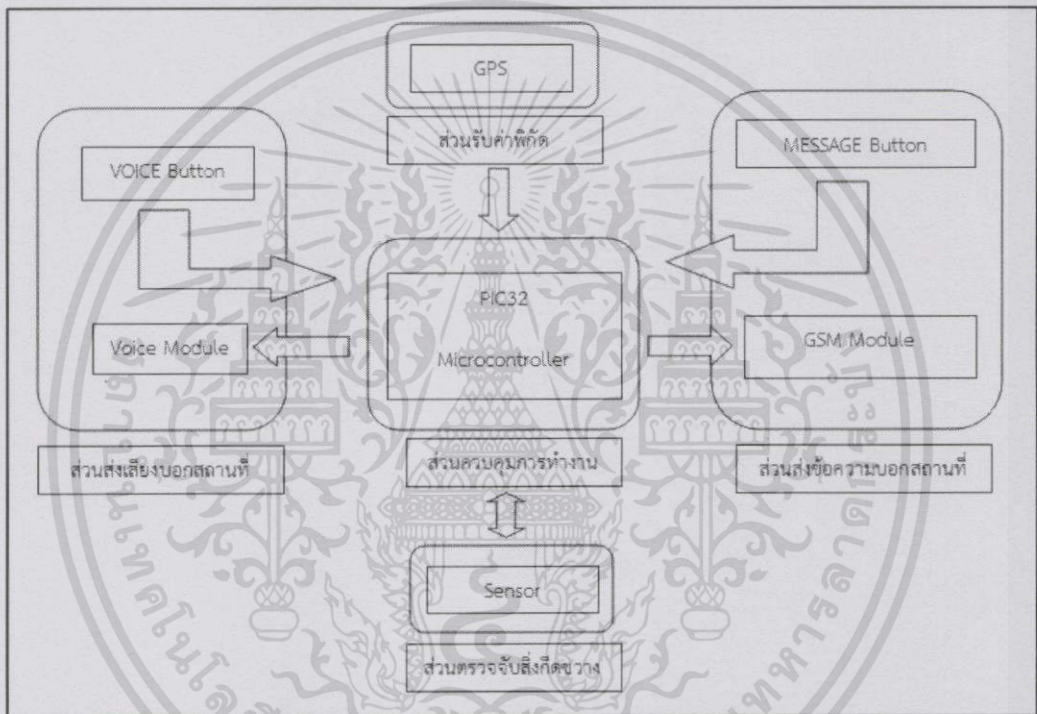 GPS
ส่วนรับค่าพิกัด
VOICE Button
MESSAGE Button
PIC32
Microcontroller
Voice Module
GSM Module
ส่วนส่งเสียงบอกสถานที่
ส่วนควบคุมการทำงาน
ส่วนส่งข้อความบอกสถานที่
Sensor
ส่วนตรวจจับสิ่งกีดขวาง